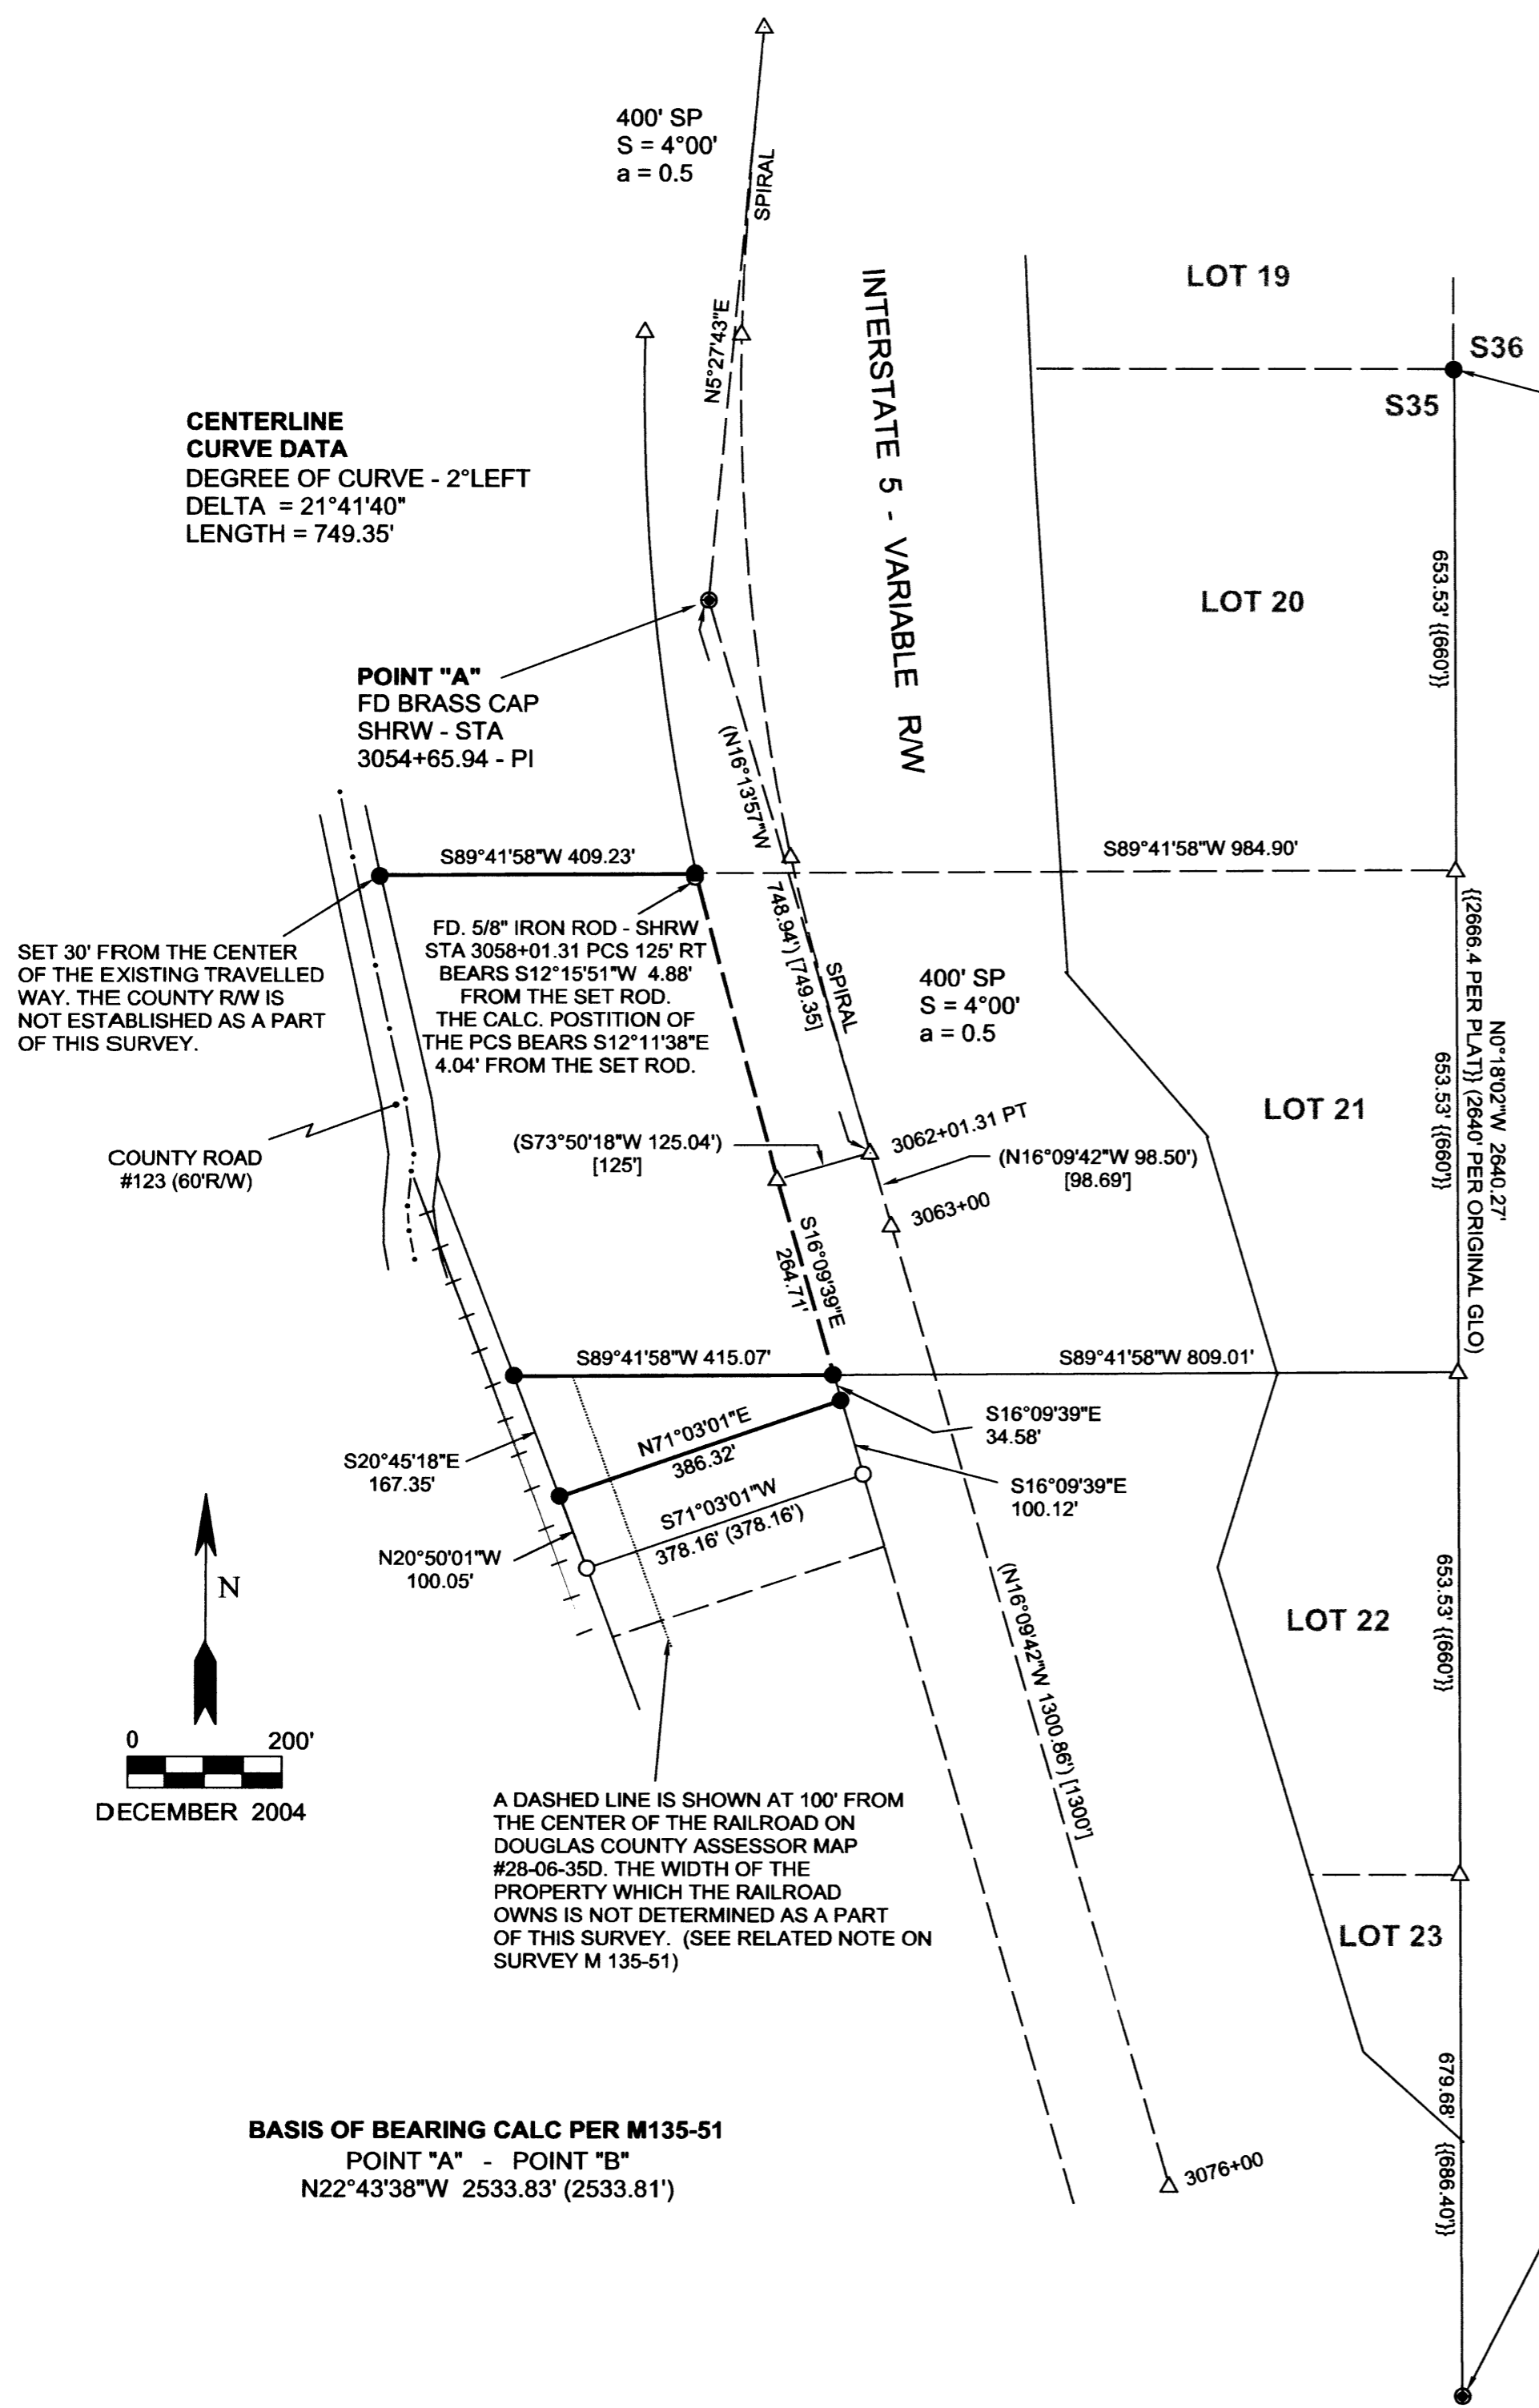 400' SP
S = 4°00'
a = 0.5
SPIRAL
N5°27'43"E
INTERSTATE 5 - VARIABLE R/W
LOT 19
S36
S35
CENTERLINE
CURVE DATA
DEGREE OF CURVE - 2°LEFT
DELTA = 21°41'40"
LENGTH = 749.35'
LOT 20
653.53' {{660'}}
POINT "A"
FD BRASS CAP
SHRW - STA
3054+65.94 - PI
(N16°13'57"W
748.94') [749.35]
SPIRAL
S89°41'58"W 409.23'
S89°41'58"W 984.90'
SET 30' FROM THE CENTER
OF THE EXISTING TRAVELLED
WAY. THE COUNTY R/W IS
NOT ESTABLISHED AS A PART
OF THIS SURVEY.
FD. 5/8" IRON ROD - SHRW
STA 3058+01.31 PCS 125' RT
BEARS S12°15'51"W 4.88'
FROM THE SET ROD.
THE CALC. POSTITION OF
THE PCS BEARS S12°11'38"E
4.04' FROM THE SET ROD.
400' SP
S = 4°00'
a = 0.5
N0°18'02"W 2640.27'
{{2666.4 PER PLAT}} (2640' PER ORIGINAL GLO)
653.53' {{660'}}
LOT 21
COUNTY ROAD
#123 (60'R/W)
(S73°50'18"W 125.04')
[125']
3062+01.31 PT
(N16°09'42"W 98.50')
[98.69']
3063+00
S16°09'39"E
264.71'
S89°41'58"W 415.07'
S89°41'58"W 809.01'
S16°09'39"E
34.58'
N71°03'01"E
386.32'
S20°45'18"E
167.35'
S16°09'39"E
100.12'
S71°03'01"W
378.16' (378.16')
N20°50'01"W
100.05'
N
0 200'
DECEMBER 2004
(N16°09'42"W 1300.86') [1300']
LOT 22
653.53' {{660'}}
A DASHED LINE IS SHOWN AT 100' FROM
THE CENTER OF THE RAILROAD ON
DOUGLAS COUNTY ASSESSOR MAP
#28-06-35D. THE WIDTH OF THE
PROPERTY WHICH THE RAILROAD
OWNS IS NOT DETERMINED AS A PART
OF THIS SURVEY. (SEE RELATED NOTE ON
SURVEY M 135-51)
LOT 23
679.68' {{686.40'}}
BASIS OF BEARING CALC PER M135-51
POINT "A" - POINT "B"
N22°43'38"W 2533.83' (2533.81')
3076+00